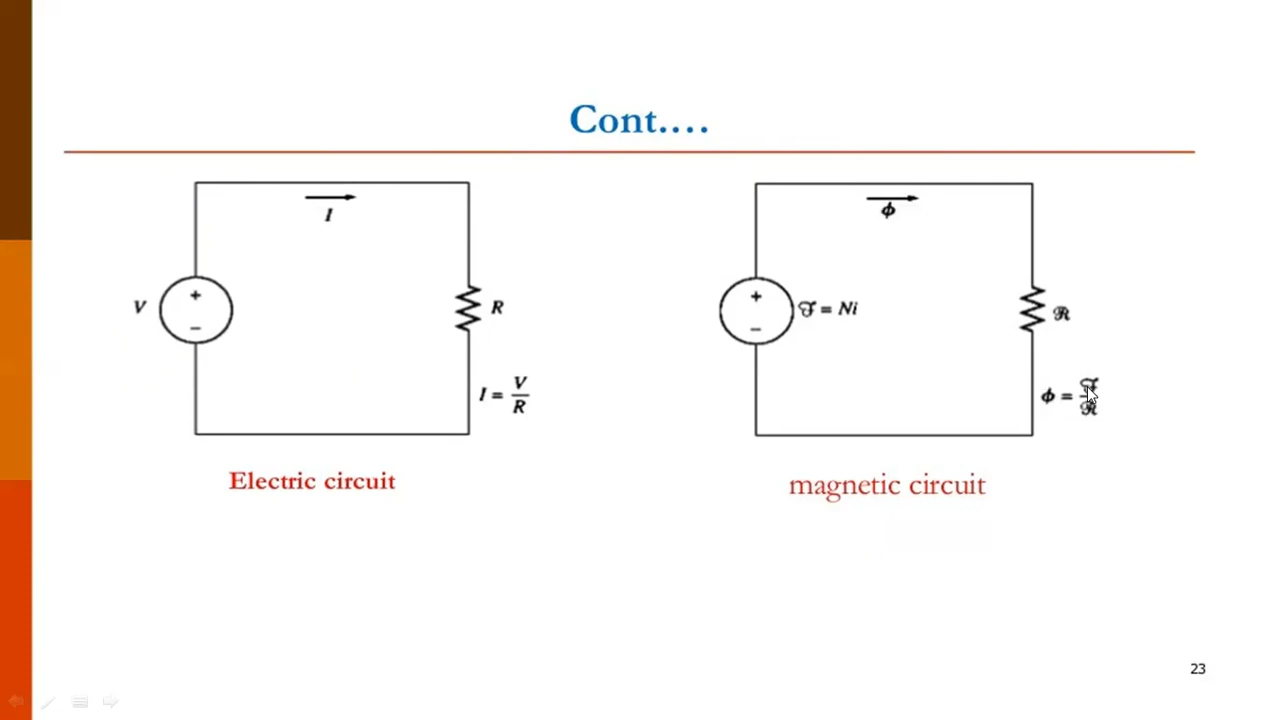 Cont....
I
V
+
−
R
I = V/R
Electric circuit
ϕ
+
−
ℱ = Ni
ℛ
ϕ = ℱ/ℛ
magnetic circuit
23